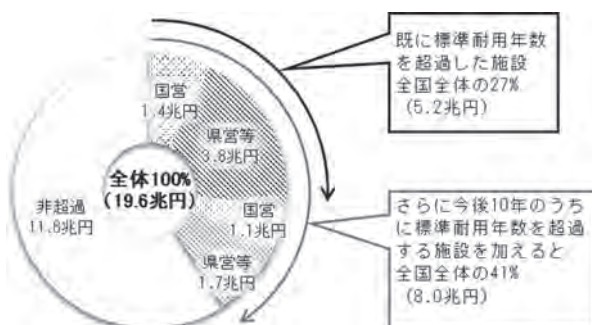 国営
1.4兆円
県営等
3.8兆円
全体100%
(19.6兆円)
非超過
11.6兆円
国営
1.1兆円
県営等
1.7兆円
既に標準耐用年数
を超過した施設
全国全体の27%
(5.2兆円)
さらに今後10年のうち
に標準耐用年数を超過
する施設を加えると
全国全体の41%
(8.0兆円)